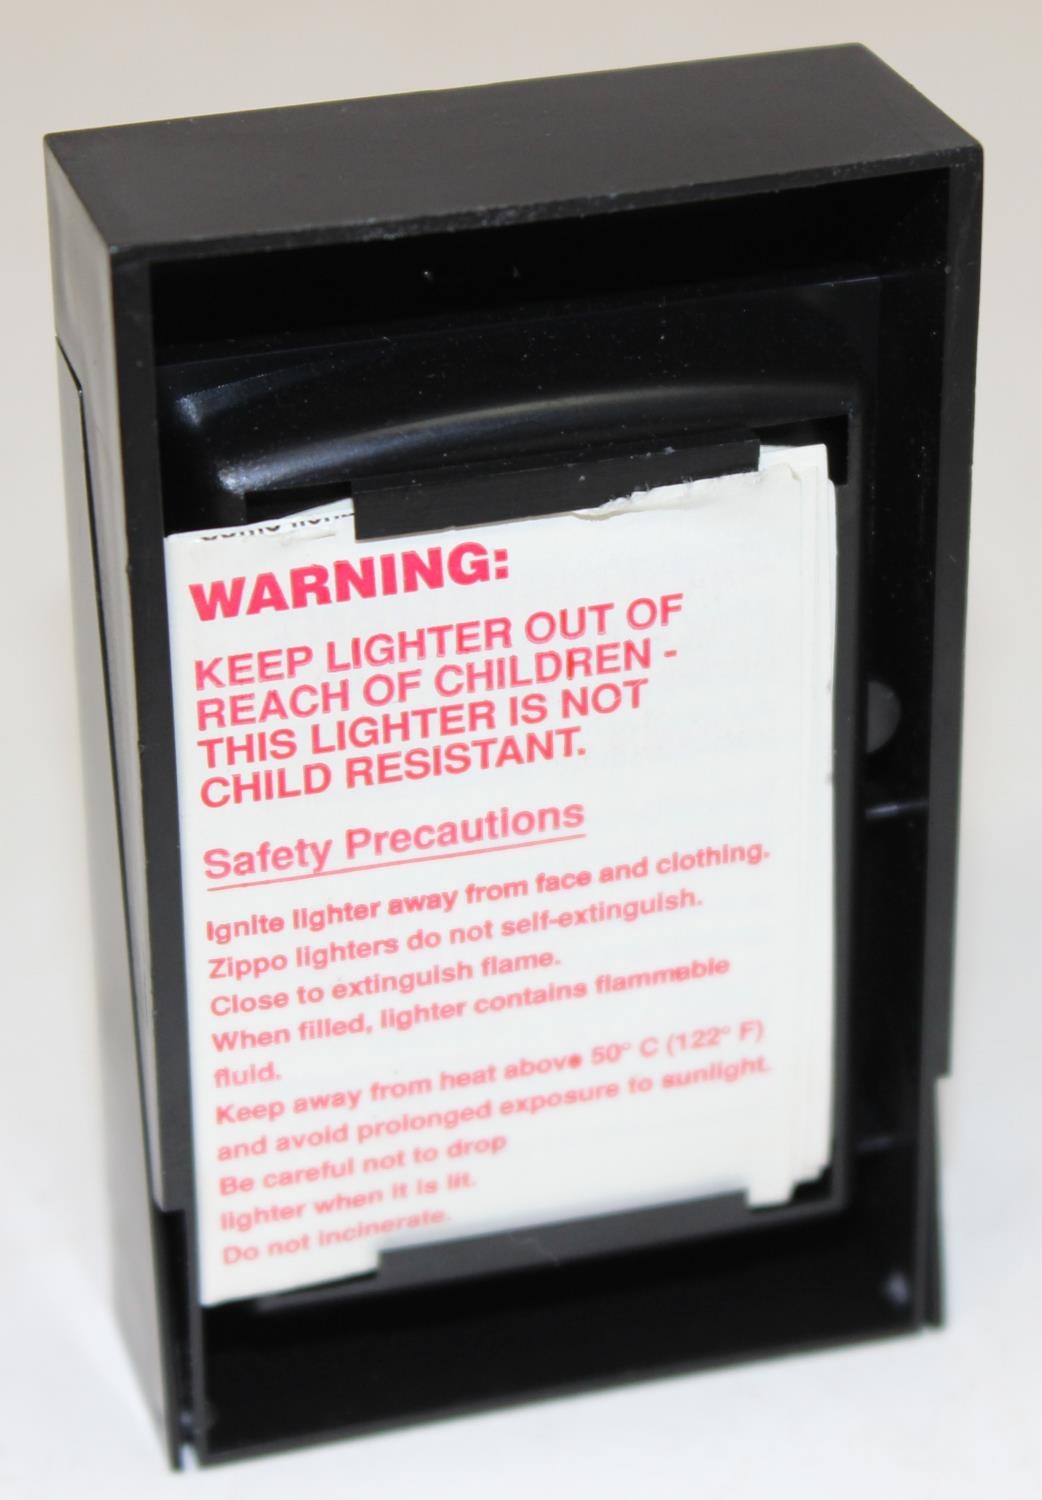 WARNING:
KEEP LIGHTER OUT OF
REACH OF CHILDREN -
THIS LIGHTER IS NOT
CHILD RESISTANT.
Safety Precautions
Ignite lighter away from face and clothing.
Zippo lighters do not self-extinguish.
Close to extinguish flame.
When filled, lighter contains flammable
fluid.
Keep away from heat above 50° C (122° F)
and avoid prolonged exposure to sunlight.
Be careful not to drop
lighter when it is lit.
Do not incinerate.